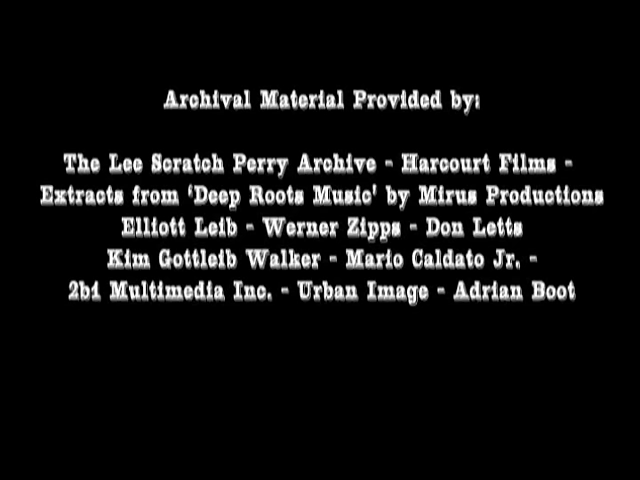 Archival Material Provided by:
The Lee Scratch Perry Archive - Harcourt Films -
Extracts from 'Deep Roots Music' by Mirus Productions
Elliott Leib - Werner Zipps - Don Letts
Kim Gottleib Walker - Mario Caldato Jr. -
2b1 Multimedia Inc. - Urban Image - Adrian Boot